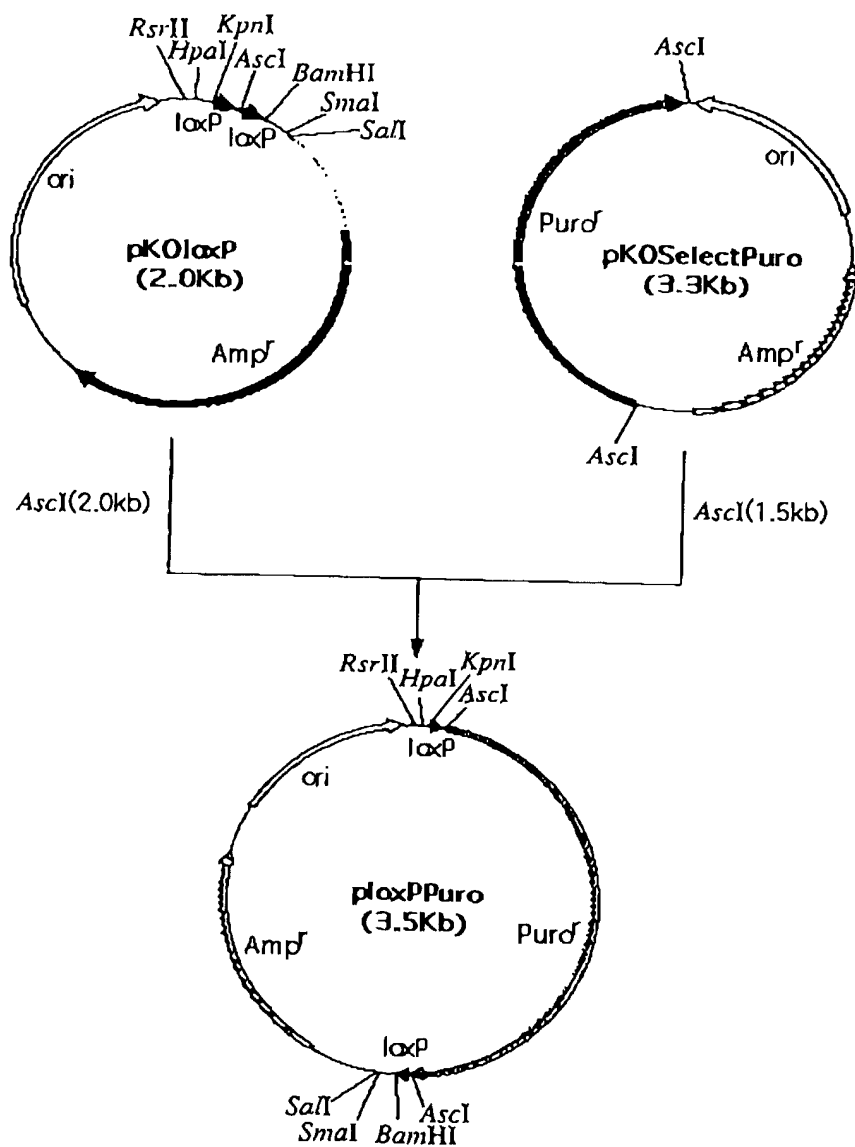 RsrII
KpnI
HpaI
AscI
BamHI
SmaI
SalI
loxP
loxP
ori
pKOloxP
(2.0Kb)
Ampʳ
AscI
ori
Puroʳ
pKOSelectPuro
(3.3Kb)
Ampʳ
AscI
AscI(2.0kb)
AscI(1.5kb)
RsrII
KpnI
HpaI
AscI
loxP
ori
ploxPPuro
(3.5Kb)
Ampʳ
Puroʳ
loxP
SalI
AscI
SmaI
BamHI